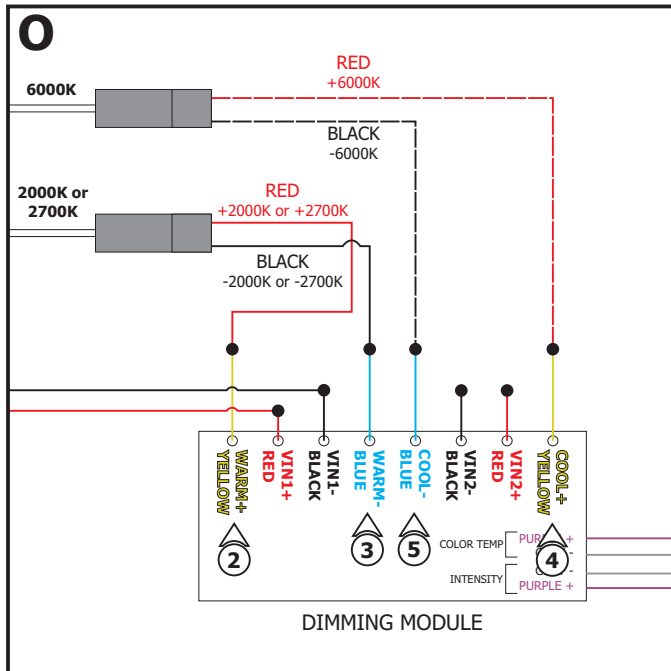 O
6000K
RED
+6000K
BLACK
-6000K
2000K or
2700K
RED
+2000K or +2700K
BLACK
-2000K or -2700K
WARM+
YELLOW
VIN1+
RED
VIN1-
BLACK
WARM-
BLUE
COOL-
BLUE
VIN2-
BLACK
VIN2+
RED
COOL+
YELLOW
2
3
5
4
COLOR TEMP
+
-
INTENSITY
-
PURPLE +
DIMMING MODULE